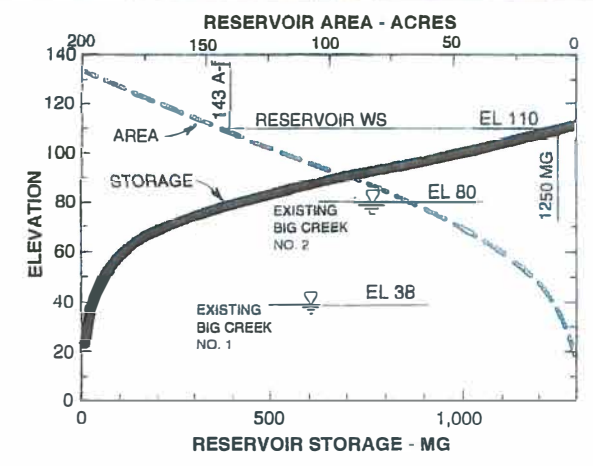 RESERVOIR AREA - ACRES
200 150 100 50 0
140
120
100
80
60
40
20
0
ELEVATION
143 A-
RESERVOIR WS
EL 110
AREA
STORAGE
1250 MG
EL 80
EXISTING
BIG CREEK
NO. 2
EL 38
EXISTING
BIG CREEK
NO. 1
0 500 1,000
RESERVOIR STORAGE - MG